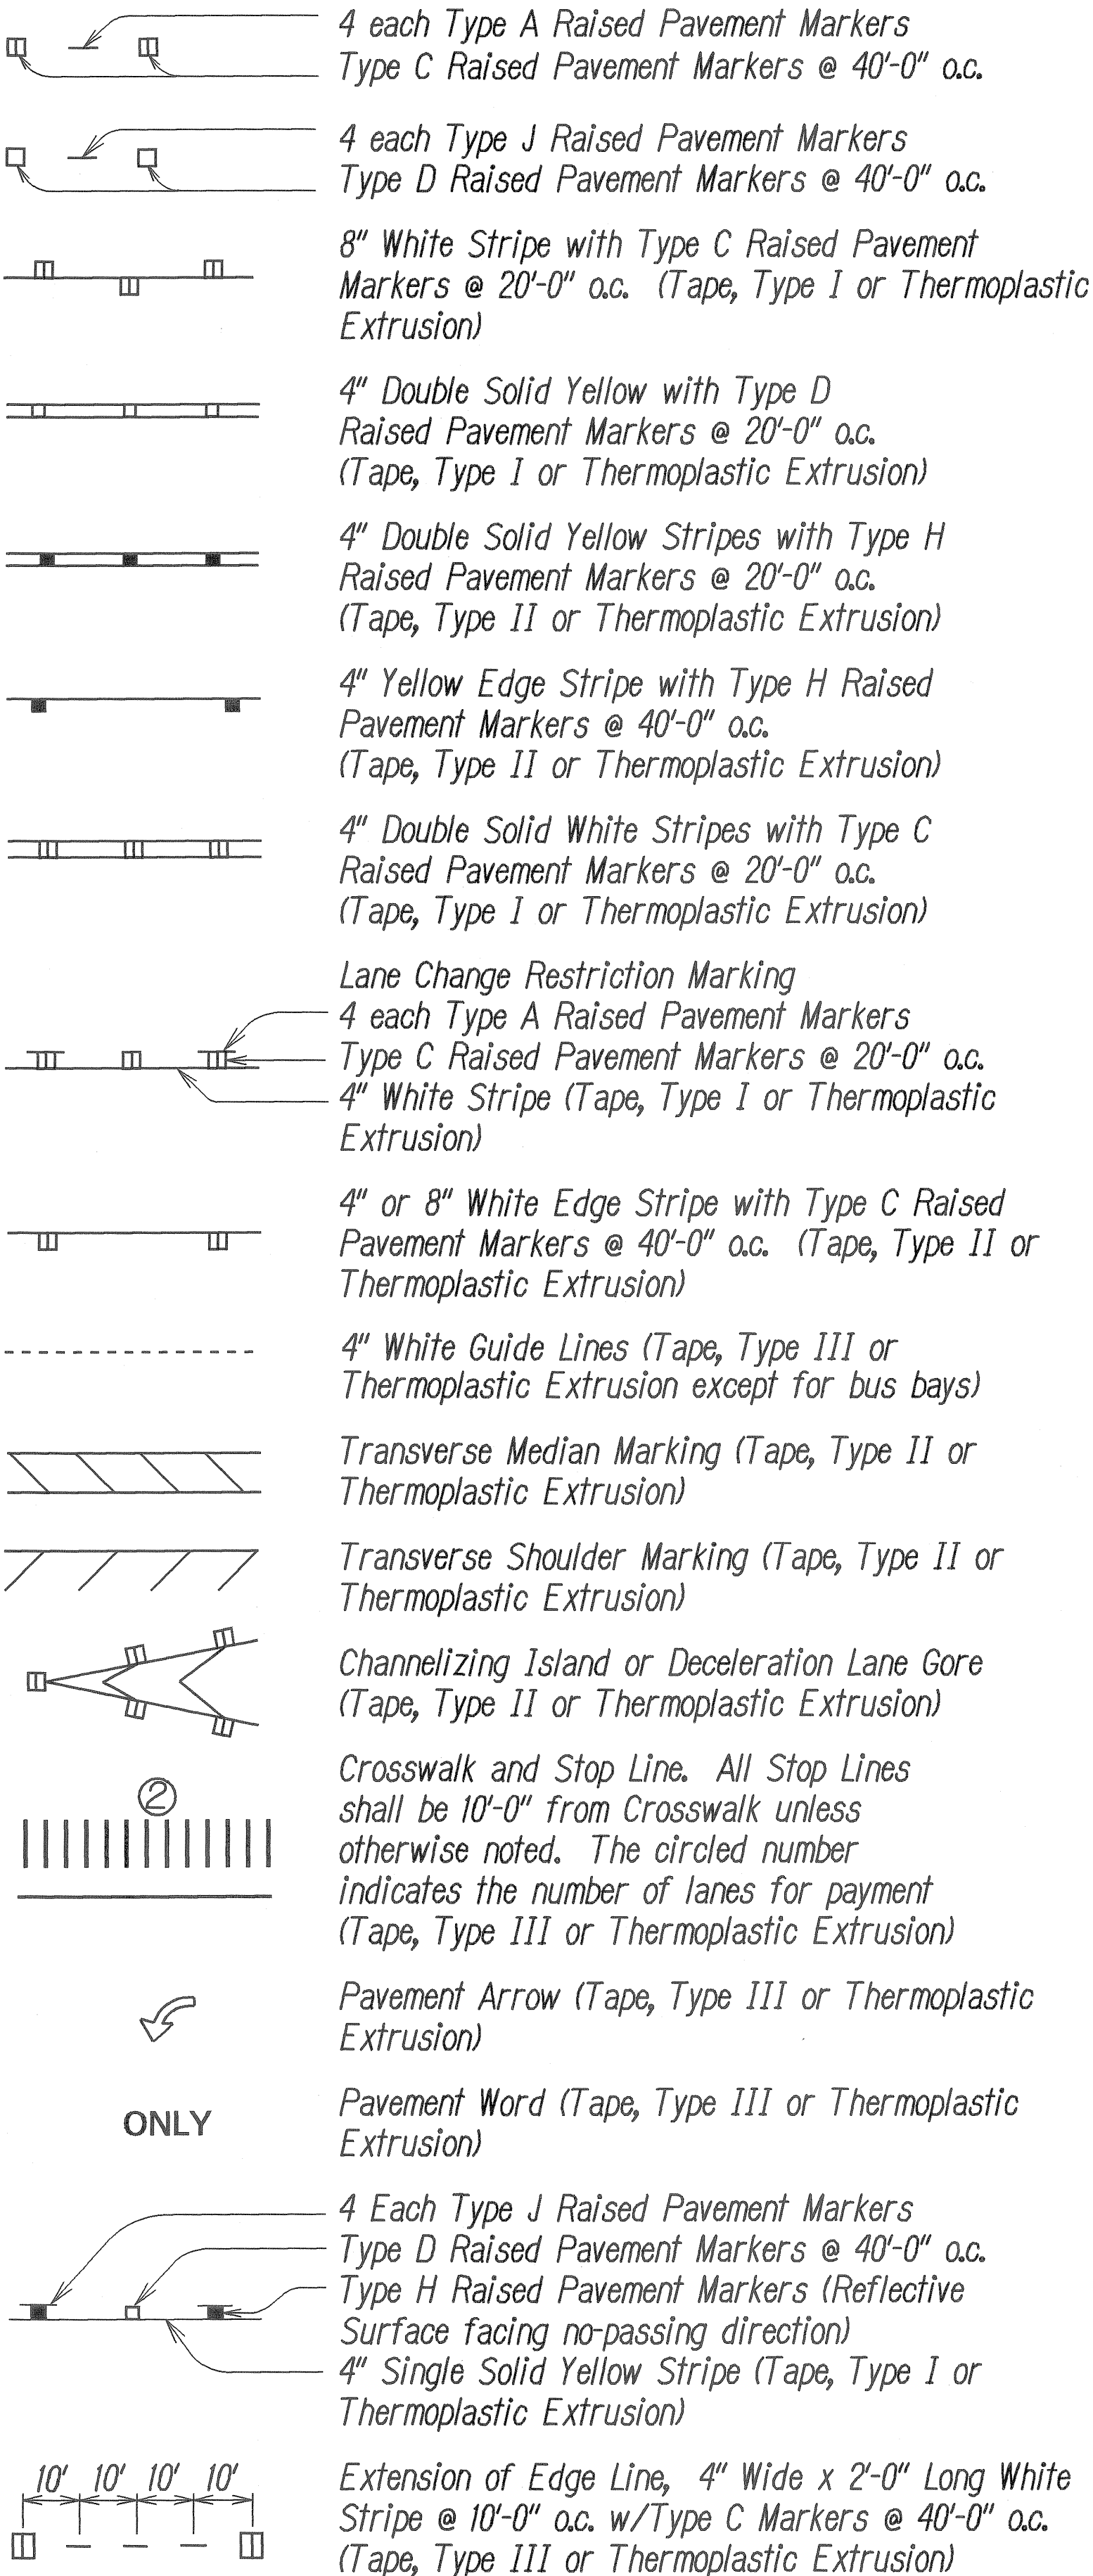 4 each Type A Raised Pavement Markers
Type C Raised Pavement Markers @ 40'-0" o.c.
4 each Type J Raised Pavement Markers
Type D Raised Pavement Markers @ 40'-0" o.c.
8" White Stripe with Type C Raised Pavement
Markers @ 20'-0" o.c. (Tape, Type I or Thermoplastic
Extrusion)
4" Double Solid Yellow with Type D
Raised Pavement Markers @ 20'-0" o.c.
(Tape, Type I or Thermoplastic Extrusion)
4" Double Solid Yellow Stripes with Type H
Raised Pavement Markers @ 20'-0" o.c.
(Tape, Type II or Thermoplastic Extrusion)
4" Yellow Edge Stripe with Type H Raised
Pavement Markers @ 40'-0" o.c.
(Tape, Type II or Thermoplastic Extrusion)
4" Double Solid White Stripes with Type C
Raised Pavement Markers @ 20'-0" o.c.
(Tape, Type I or Thermoplastic Extrusion)
Lane Change Restriction Marking
4 each Type A Raised Pavement Markers
Type C Raised Pavement Markers @ 20'-0" o.c.
4" White Stripe (Tape, Type I or Thermoplastic
Extrusion)
4" or 8" White Edge Stripe with Type C Raised
Pavement Markers @ 40'-0" o.c. (Tape, Type II or
Thermoplastic Extrusion)
4" White Guide Lines (Tape, Type III or
Thermoplastic Extrusion except for bus bays)
Transverse Median Marking (Tape, Type II or
Thermoplastic Extrusion)
Transverse Shoulder Marking (Tape, Type II or
Thermoplastic Extrusion)
Channelizing Island or Deceleration Lane Gore
(Tape, Type II or Thermoplastic Extrusion)
2
Crosswalk and Stop Line. All Stop Lines
shall be 10'-0" from Crosswalk unless
otherwise noted. The circled number
indicates the number of lanes for payment
(Tape, Type III or Thermoplastic Extrusion)
Pavement Arrow (Tape, Type III or Thermoplastic
Extrusion)
ONLY
Pavement Word (Tape, Type III or Thermoplastic
Extrusion)
4 Each Type J Raised Pavement Markers
Type D Raised Pavement Markers @ 40'-0" o.c.
Type H Raised Pavement Markers (Reflective
Surface facing no-passing direction)
4" Single Solid Yellow Stripe (Tape, Type I or
Thermoplastic Extrusion)
10' 10' 10' 10'
Extension of Edge Line, 4" Wide x 2'-0" Long White
Stripe @ 10'-0" o.c. w/Type C Markers @ 40'-0" o.c.
(Tape, Type III or Thermoplastic Extrusion)